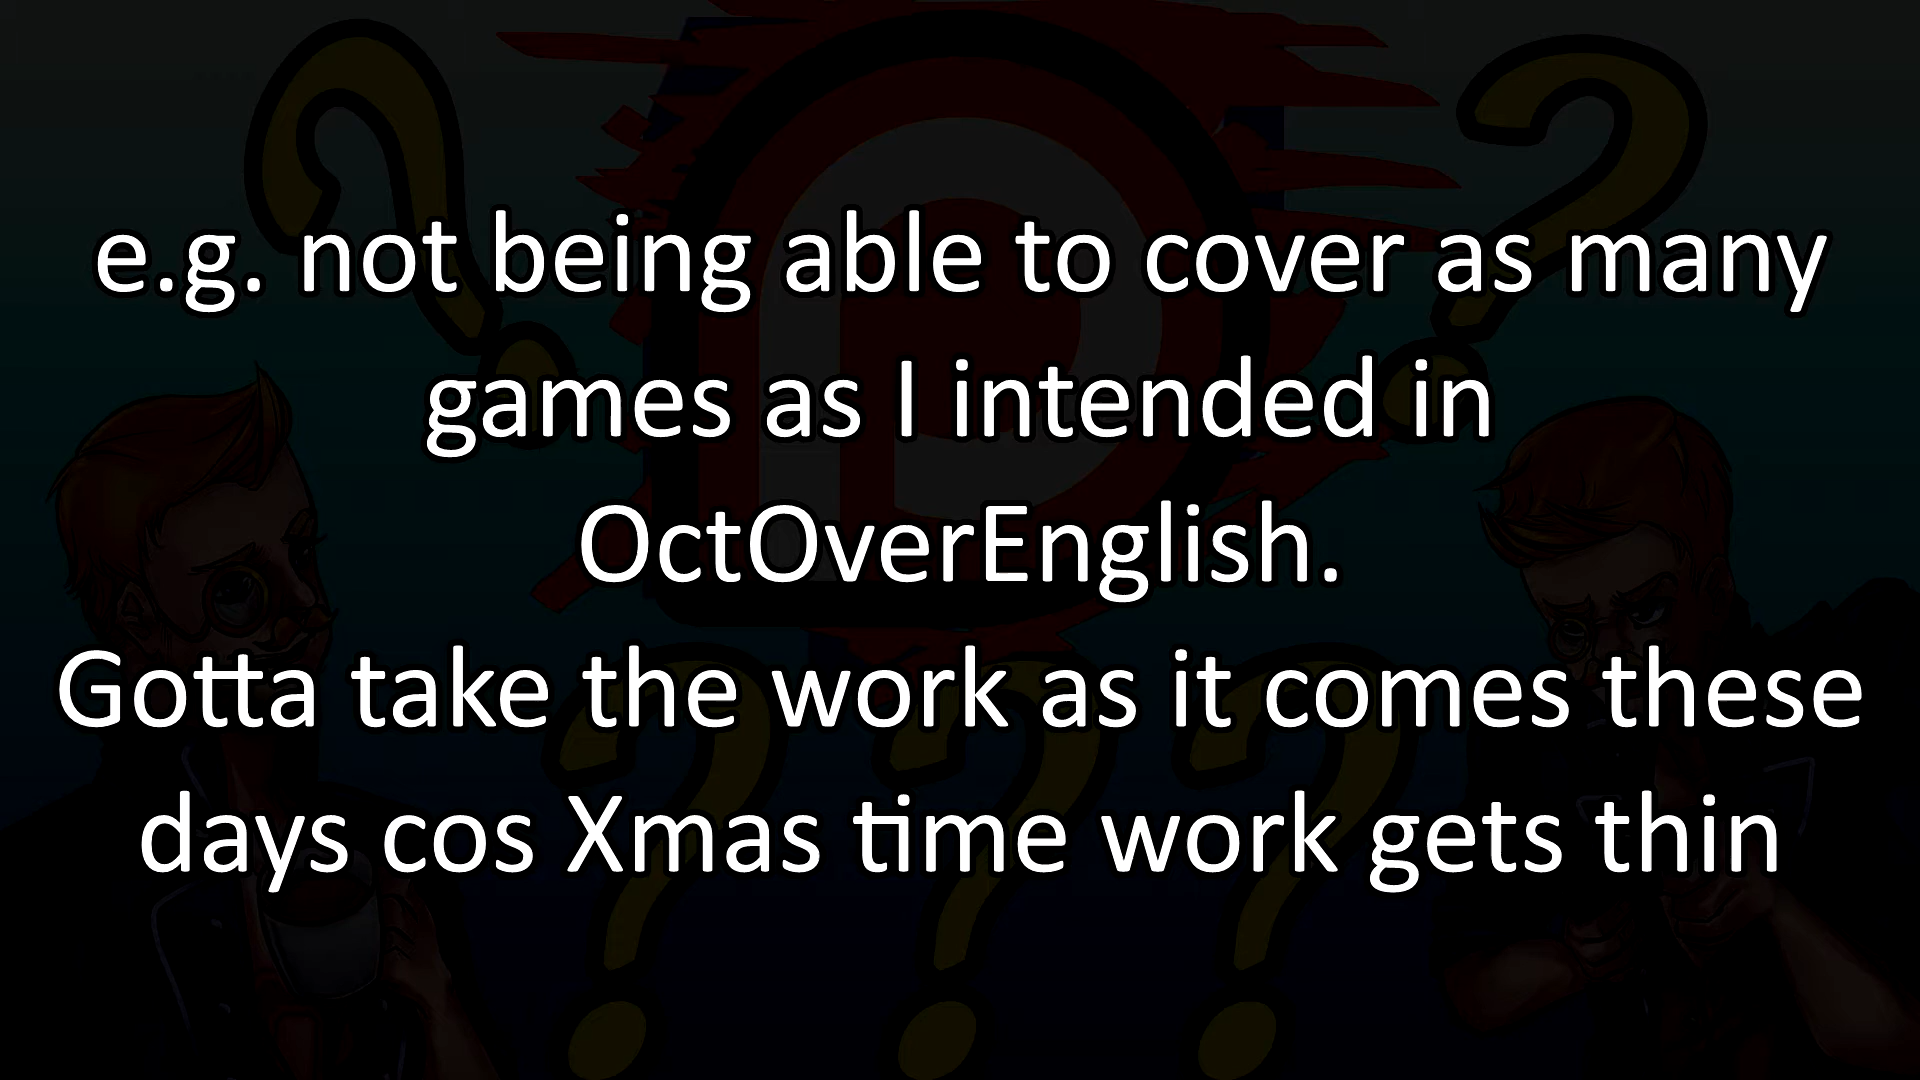 e.g. not being able to cover as many
games as I intended in
OctOverEnglish.
Gotta take the work as it comes these
days cos Xmas time work gets thin